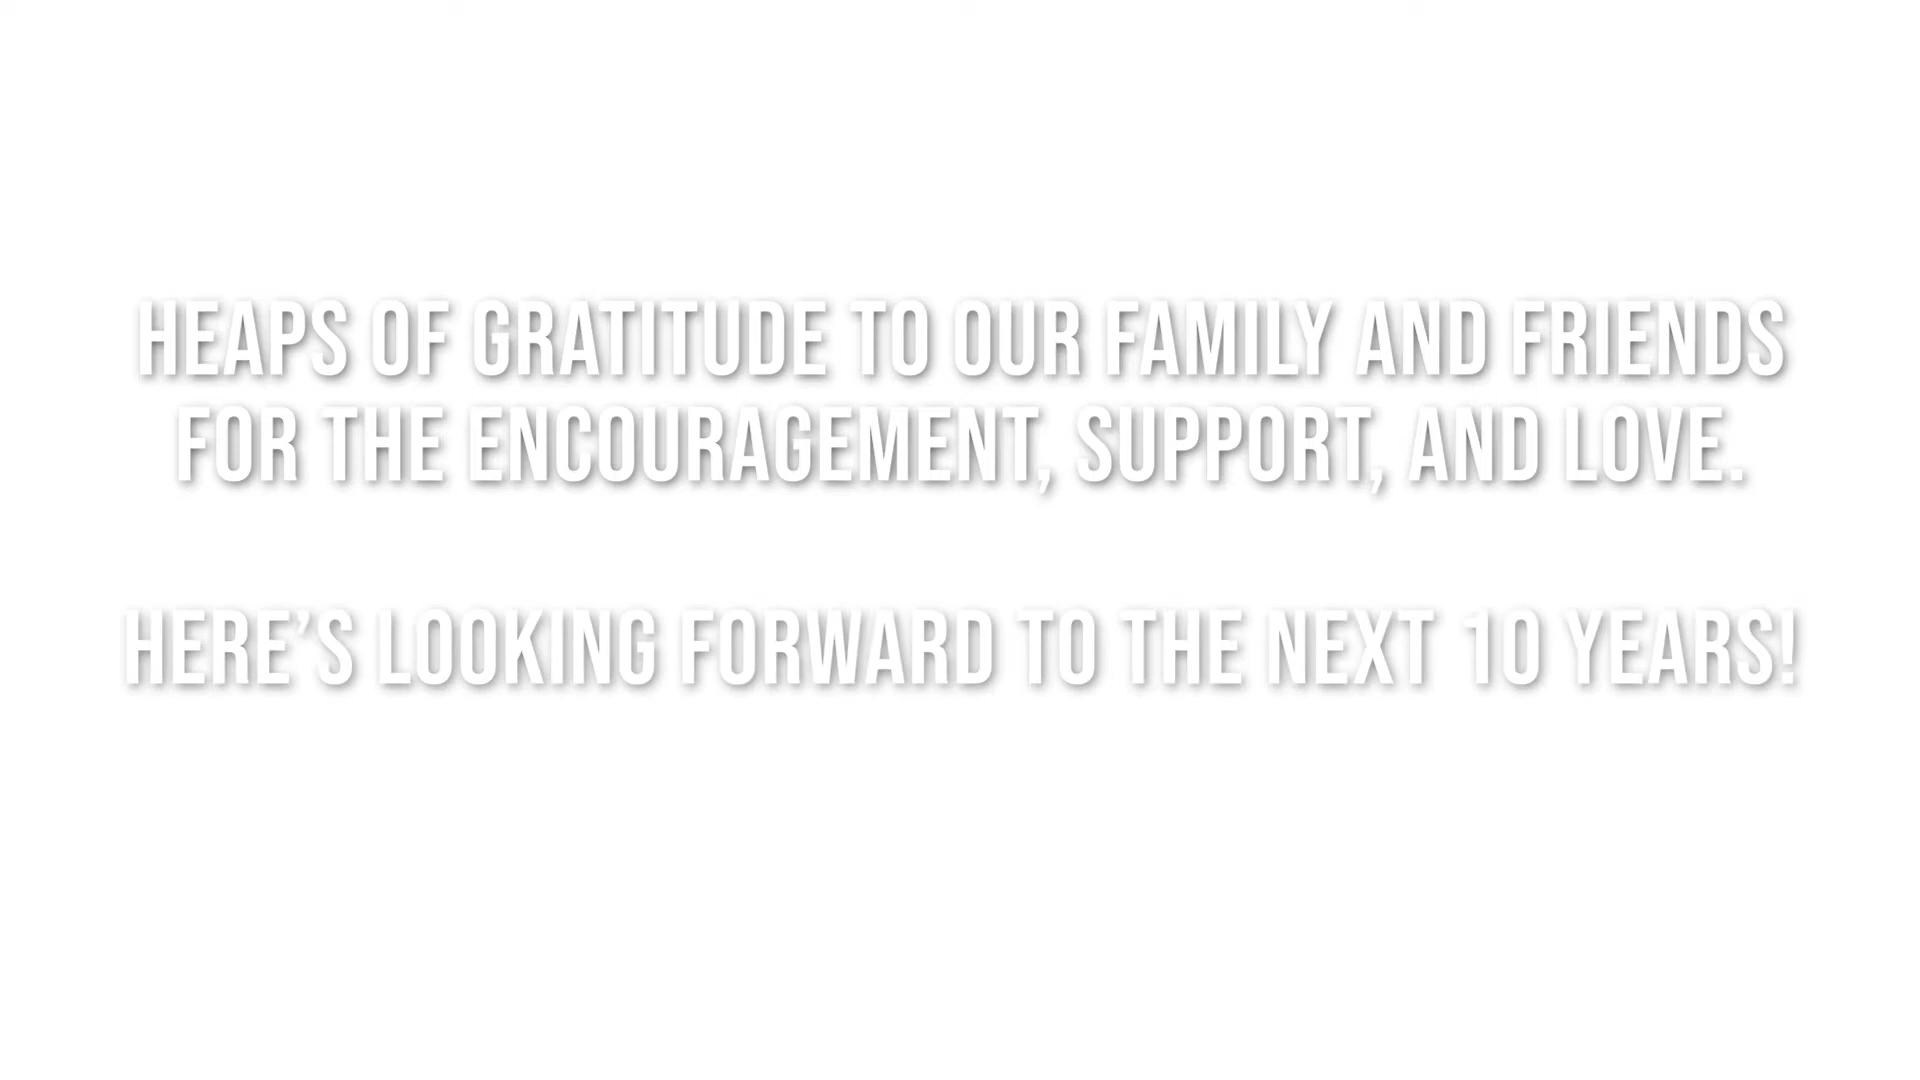 HEAPS OF GRATITUDE TO OUR FAMILY AND FRIENDS
FOR THE ENCOURAGEMENT, SUPPORT, AND LOVE.
HERE’S LOOKING FORWARD TO THE NEXT 10 YEARS!